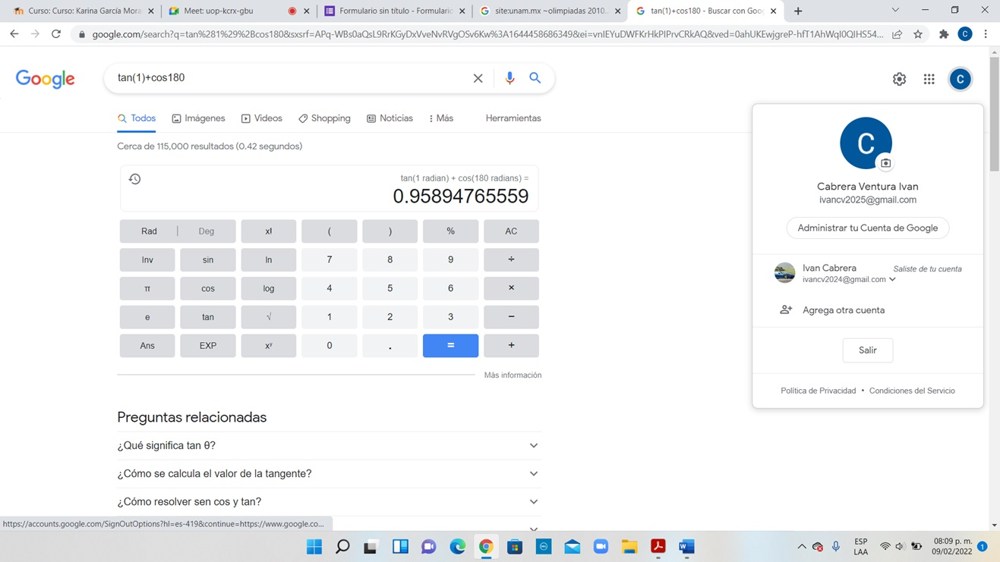 Curso: Curso: Karina García Mora
Meet: uop-kcrx-gbu
Formulario sin título - Formulario
site:unam.mx ~olimpiadas 2010.
tan(1)+cos180 - Buscar con Goo
google.com/search?q=tan%281%29%2Bcos180&sxsrf=APq-WBs0aQsL9RrKGyDxVveNvRVgOSv6Kw%3A1644458686349&ei=vnIEYuDWFKrHkPIPrvCRkAQ&ved=0ahUKEwjgreP-hfT1AhWqI0QIHS54...
C
Google
tan(1)+cos180
C
Todos
Imágenes
Videos
Shopping
Noticias
Más
Herramientas
Cerca de 115,000 resultados (0.42 segundos)
tan(1 radian) + cos(180 radians) =
0.95894765559
Rad | Deg x! ( ) % AC
Inv sin ln 7 8 9 ÷
π cos log 4 5 6 ×
e tan √ 1 2 3 −
Ans EXP xʸ 0 . = +
Más información
Preguntas relacionadas
¿Qué significa tan θ?
¿Cómo se calcula el valor de la tangente?
¿Cómo resolver sen cos y tan?
C
Cabrera Ventura Ivan
ivancv2025@gmail.com
Administrar tu Cuenta de Google
Ivan Cabrera
Saliste de tu cuenta
ivancv2024@gmail.com
Agrega otra cuenta
Salir
Política de Privacidad • Condiciones del Servicio
https://accounts.google.com/SignOutOptions?hl=es-419&continue=https://www.google.co...
ESP
LAA
08:09 p. m.
09/02/2022
1